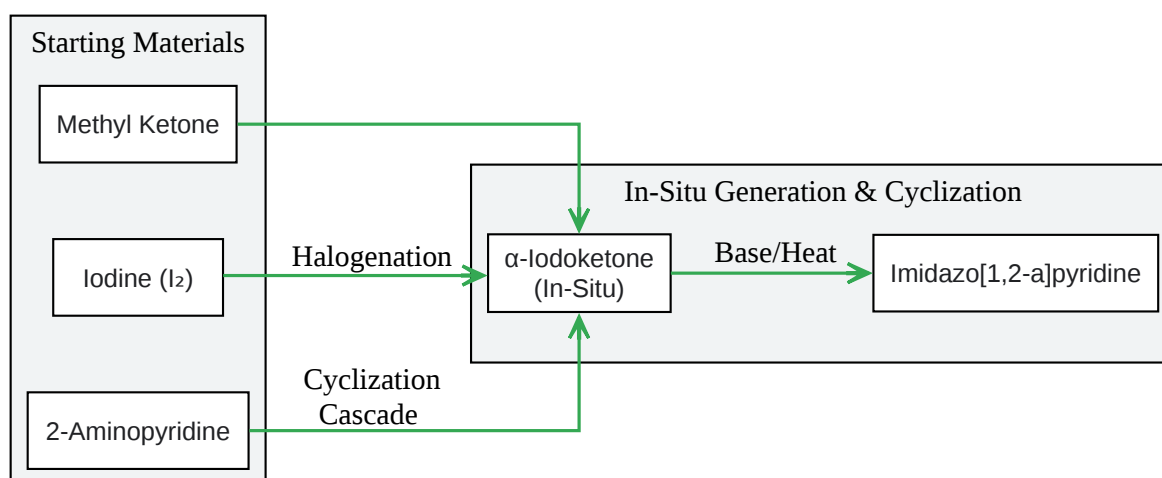 Starting Materials
Methyl Ketone
In-Situ Generation & Cyclization
Halogenation
Iodine (I₂)
α-Iodoketone
(In-Situ)
Base/Heat
Imidazo[1,2-a]pyridine
Cyclization
Cascade
2-Aminopyridine